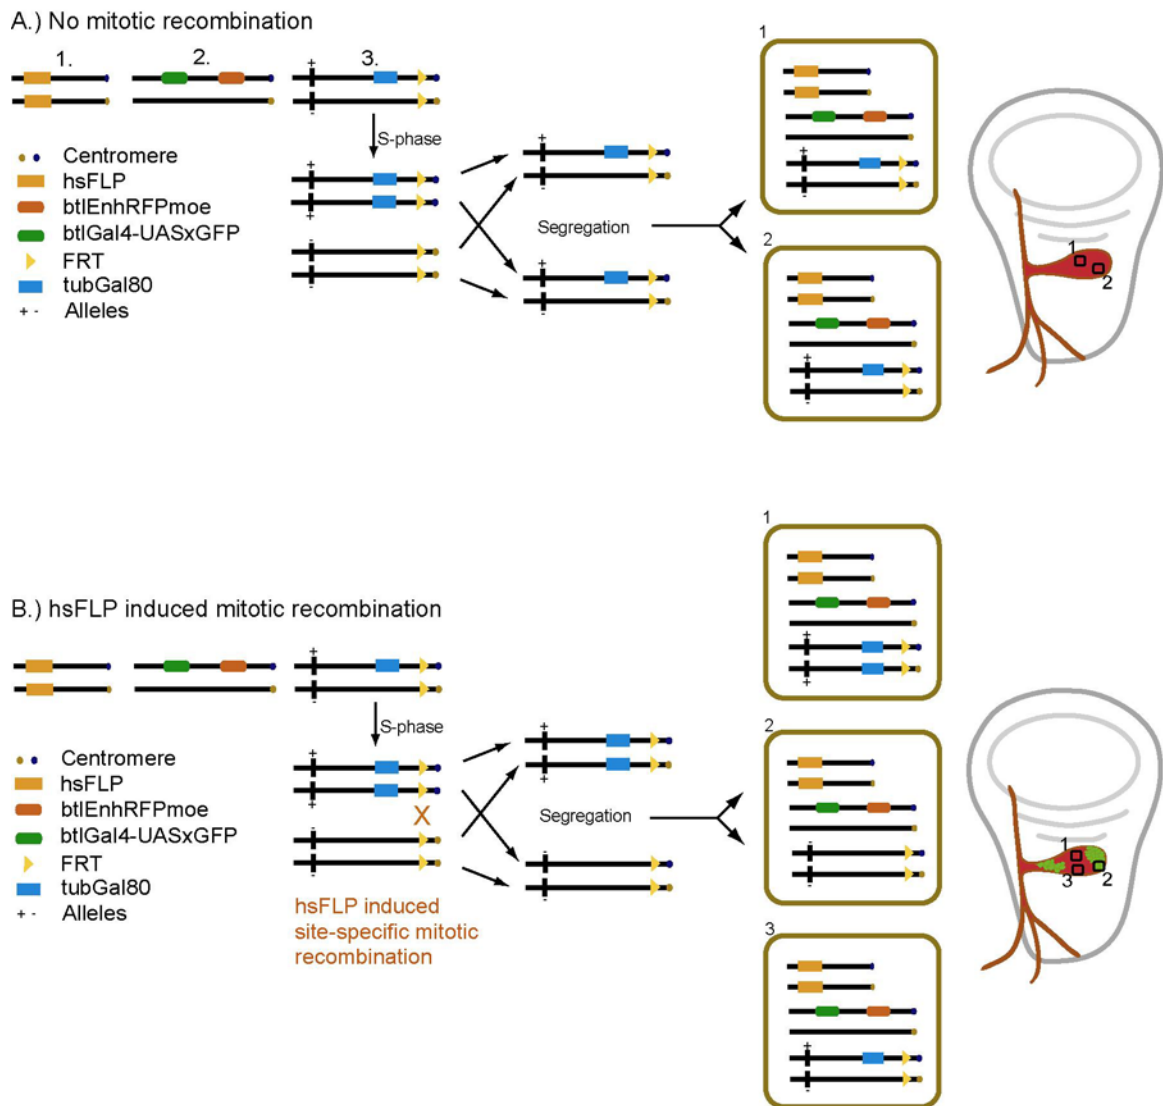 A.) No mitotic recombination
1. 2. 3.
+
-
S-phase
Centromere
hsFLP
btlEnhRFPmoe
btlGal4-UASxGFP
FRT
tubGal80
+ - Alleles
+
+
-
-
+
-
Segregation
+
-
1
+
-
2
+
-
1
2
B.) hsFLP induced mitotic recombination
+
-
S-phase
Centromere
hsFLP
btlEnhRFPmoe
btlGal4-UASxGFP
FRT
tubGal80
+ - Alleles
+
+
X
-
-
hsFLP induced
site-specific mitotic
recombination
+
+
Segregation
-
-
1
+
+
2
-
-
3
+
-
1
3 2